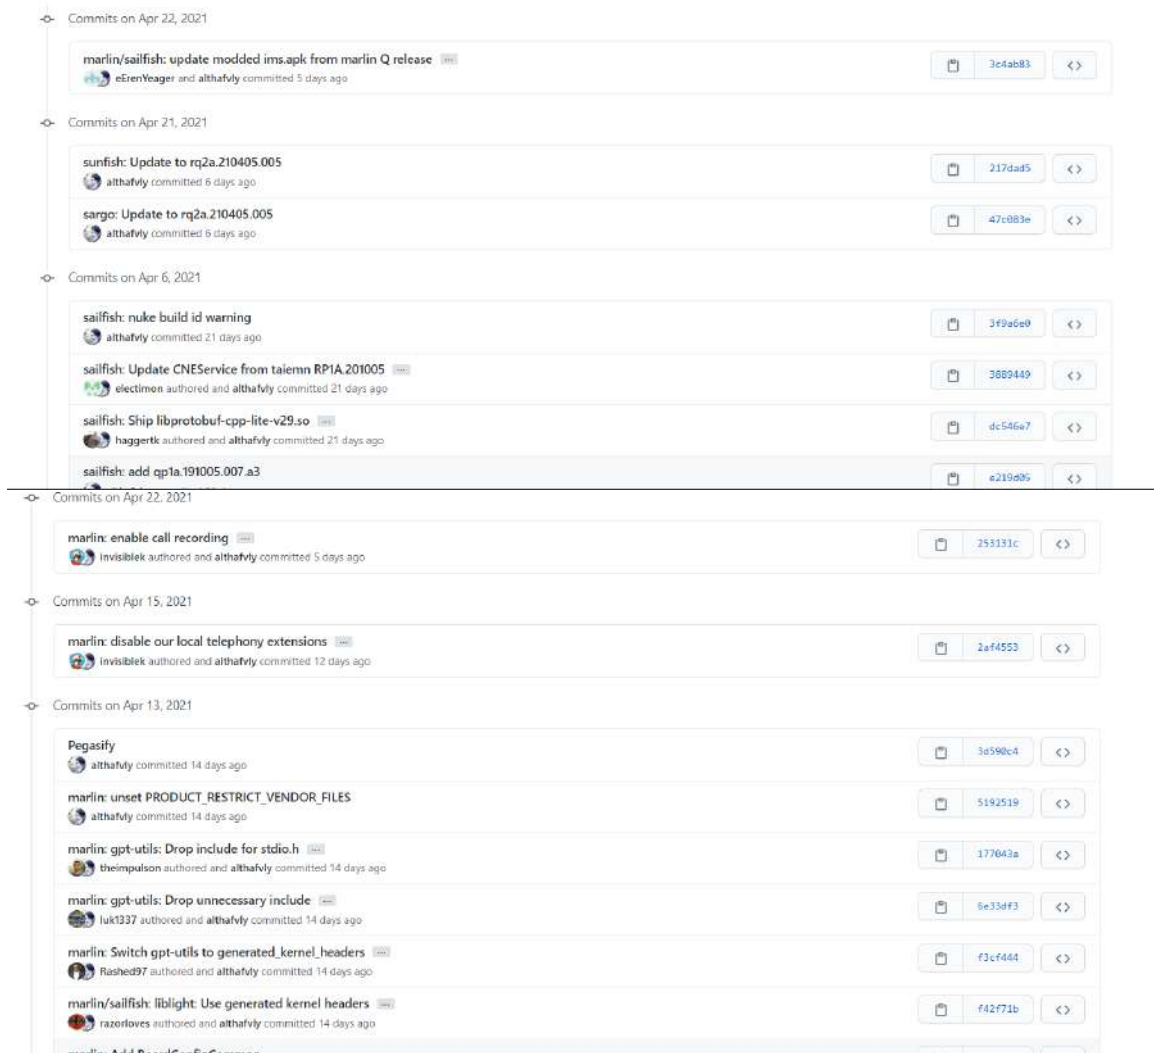 Commits on Apr 22, 2021
marlin/sailfish: update modded ims.apk from marlin Q release ...
3c4ab83
eErenYeager and althafvly committed 5 days ago
Commits on Apr 21, 2021
sunfish: Update to rq2a.210405.005
217dad5
althafvly committed 6 days ago
sargo: Update to rq2a.210405.005
47c083e
althafvly committed 6 days ago
Commits on Apr 6, 2021
sailfish: nuke build id warning
3f9a6e0
althafvly committed 21 days ago
sailfish: Update CNEService from taiemn RP1A.201005 ...
3889449
electimon authored and althafvly committed 21 days ago
sailfish: Ship libprotobuf-cpp-lite-v29.so ...
dc546e7
haggertk authored and althafvly committed 21 days ago
sailfish: add qp1a.191005.007.a3
e219d05
Commits on Apr 22, 2021
marlin: enable call recording ...
253131c
invisiblek authored and althafvly committed 5 days ago
Commits on Apr 15, 2021
marlin: disable our local telephony extensions ...
2af4553
invisiblek authored and althafvly committed 12 days ago
Commits on Apr 13, 2021
Pegasify
3d590c4
althafvly committed 14 days ago
marlin: unset PRODUCT_RESTRICT_VENDOR_FILES
5192519
althafvly committed 14 days ago
marlin: gpt-utils: Drop include for stdio.h ...
177043a
theimpulson authored and althafvly committed 14 days ago
marlin: gpt-utils: Drop unnecessary include ...
6e33df3
luk1337 authored and althafvly committed 14 days ago
marlin: Switch gpt-utils to generated_kernel_headers ...
f3cf444
Rashed97 authored and althafvly committed 14 days ago
marlin/sailfish: liblight: Use generated kernel headers ...
f42f71b
razorloves authored and althafvly committed 14 days ago
marlin: Add BoardConfigCommon